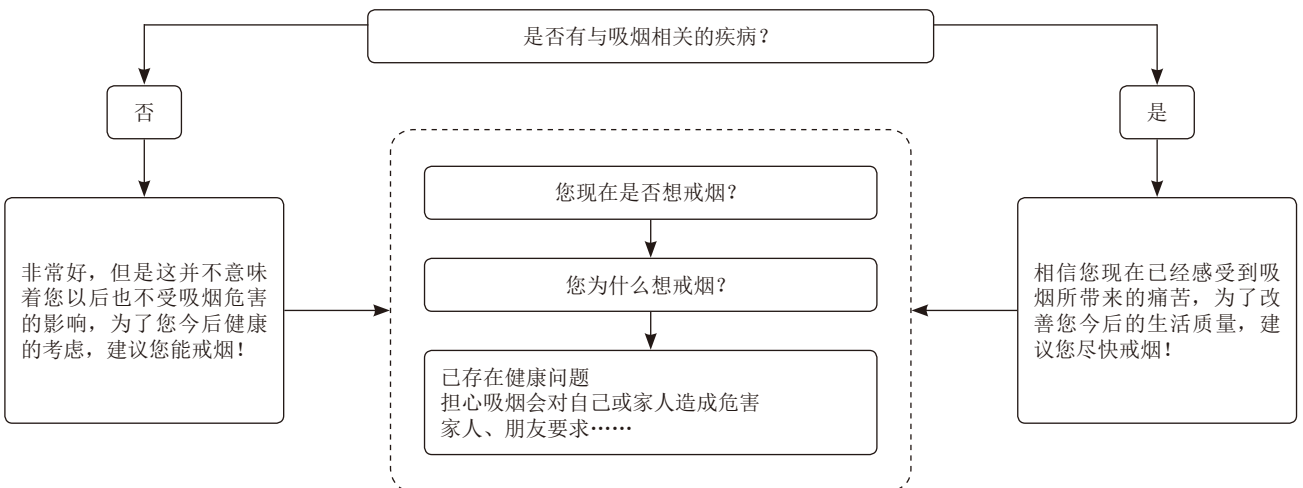 是否有与吸烟相关的疾病？
否
是
非常好，但是这并不意味
着您以后也不受吸烟危害
的影响，为了您今后健康
的考虑，建议您能戒烟！
您现在是否想戒烟？
您为什么想戒烟？
已存在健康问题
担心吸烟会对自己或家人造成危害
家人、朋友要求……
相信您现在已经感受到吸
烟所带来的痛苦，为了改
善您今后的生活质量，建
议您尽快戒烟！